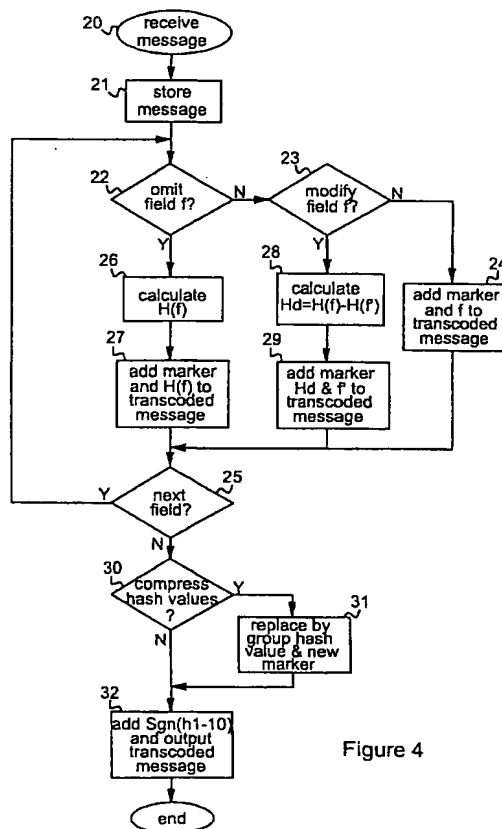 20
receive
message
21
store
message
22
omit
field f?
N
Y
23
modify
field f'?
N
Y
26
calculate
H(f)
28
calculate
Hd=H(f)-H(f')
24
add marker
and f to
transcoded
message
27
add marker
and H(f) to
transcoded
message
29
add marker
Hd & f' to
transcoded
message
25
next
field?
Y
N
30
compress
hash values
?
Y
N
31
replace by
group hash
value & new
marker
32
add Sgn(h1-10)
and output
transcoded
message
end
Figure 4